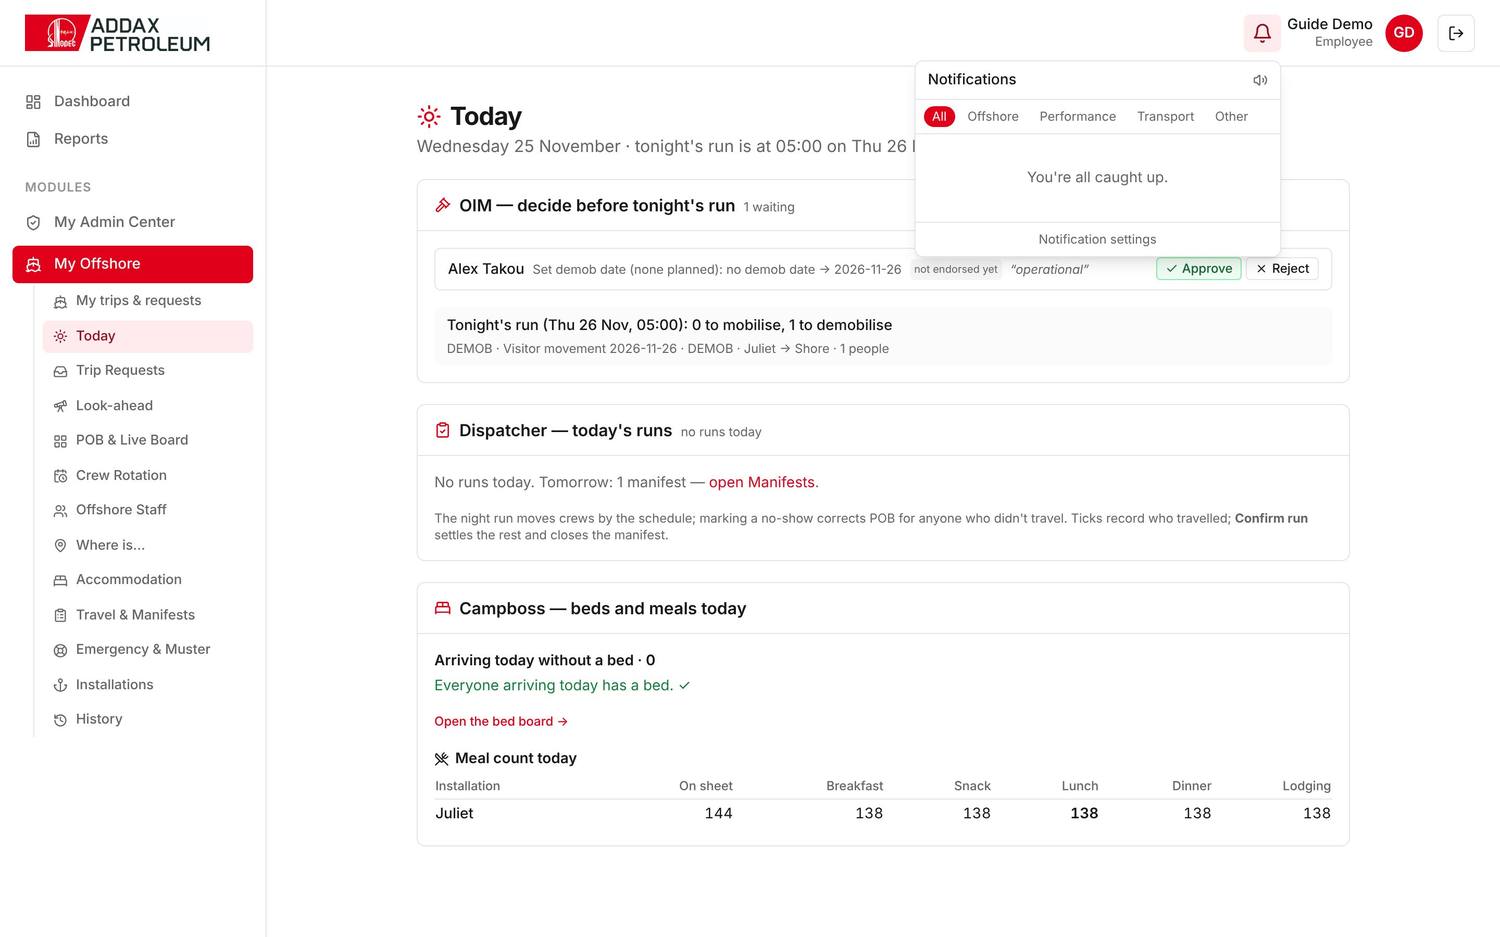 SINOPEC
ADDAX
PETROLEUM
Guide Demo
Employee
GD
Dashboard
Reports
MODULES
My Admin Center
My Offshore
My trips & requests
Today
Trip Requests
Look-ahead
POB & Live Board
Crew Rotation
Offshore Staff
Where is...
Accommodation
Travel & Manifests
Emergency & Muster
Installations
History
Notifications
All Offshore Performance Transport Other
You're all caught up.
Notification settings
Today
Wednesday 25 November · tonight's run is at 05:00 on Thu 26
OIM — decide before tonight's run 1 waiting
Alex Takou Set demob date (none planned): no demob date → 2026-11-26 not endorsed yet “operational” ✓ Approve × Reject
Tonight's run (Thu 26 Nov, 05:00): 0 to mobilise, 1 to demobilise
DEMOB · Visitor movement 2026-11-26 · DEMOB · Juliet → Shore · 1 people
Dispatcher — today's runs no runs today
No runs today. Tomorrow: 1 manifest — open Manifests.
The night run moves crews by the schedule; marking a no-show corrects POB for anyone who didn't travel. Ticks record who travelled; Confirm run
settles the rest and closes the manifest.
Campboss — beds and meals today
Arriving today without a bed · 0
Everyone arriving today has a bed. ✓
Open the bed board →
Meal count today
Installation On sheet Breakfast Snack Lunch Dinner Lodging
Juliet 144 138 138 138 138 138